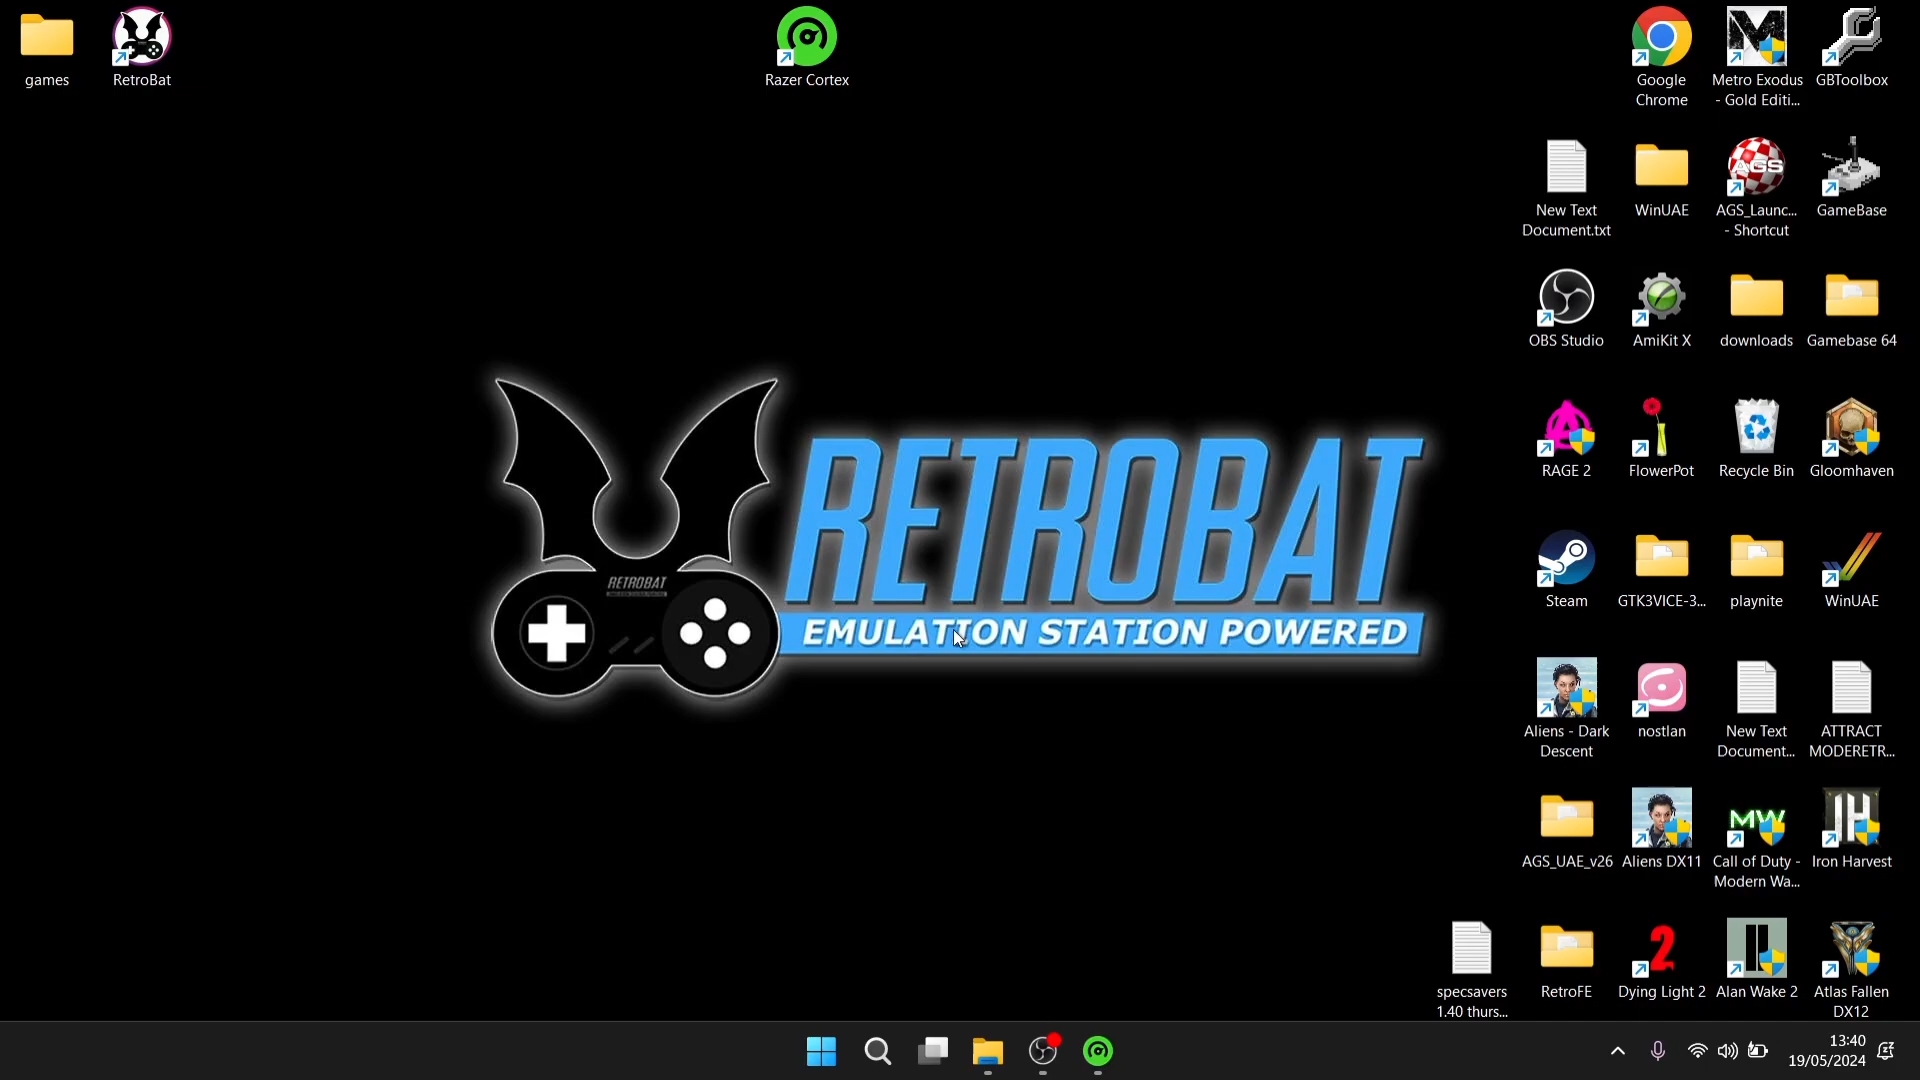 games
RetroBat
Razer Cortex
Google
Chrome
Metro Exodus
- Gold Editi...
GBToolbox
New Text
Document.txt
WinUAE
AGS
AGS_Launc...
- Shortcut
GameBase
OBS Studio
AmiKit X
downloads
Gamebase 64
RAGE 2
FlowerPot
Recycle Bin
Gloomhaven
RETROBAT
EMULATION STATION POWERED
RETROBAT
Steam
GTK3VICE-3...
playnite
WinUAE
Aliens - Dark
Descent
nostlan
New Text
Document...
ATTRACT
MODERETR...
MW
IH
AGS_UAE_v26
Aliens DX11
Call of Duty -
Modern Wa...
Iron Harvest
2
specsavers
1.40 thurs...
RetroFE
Dying Light 2
Alan Wake 2
Atlas Fallen
DX12
13:40
19/05/2024